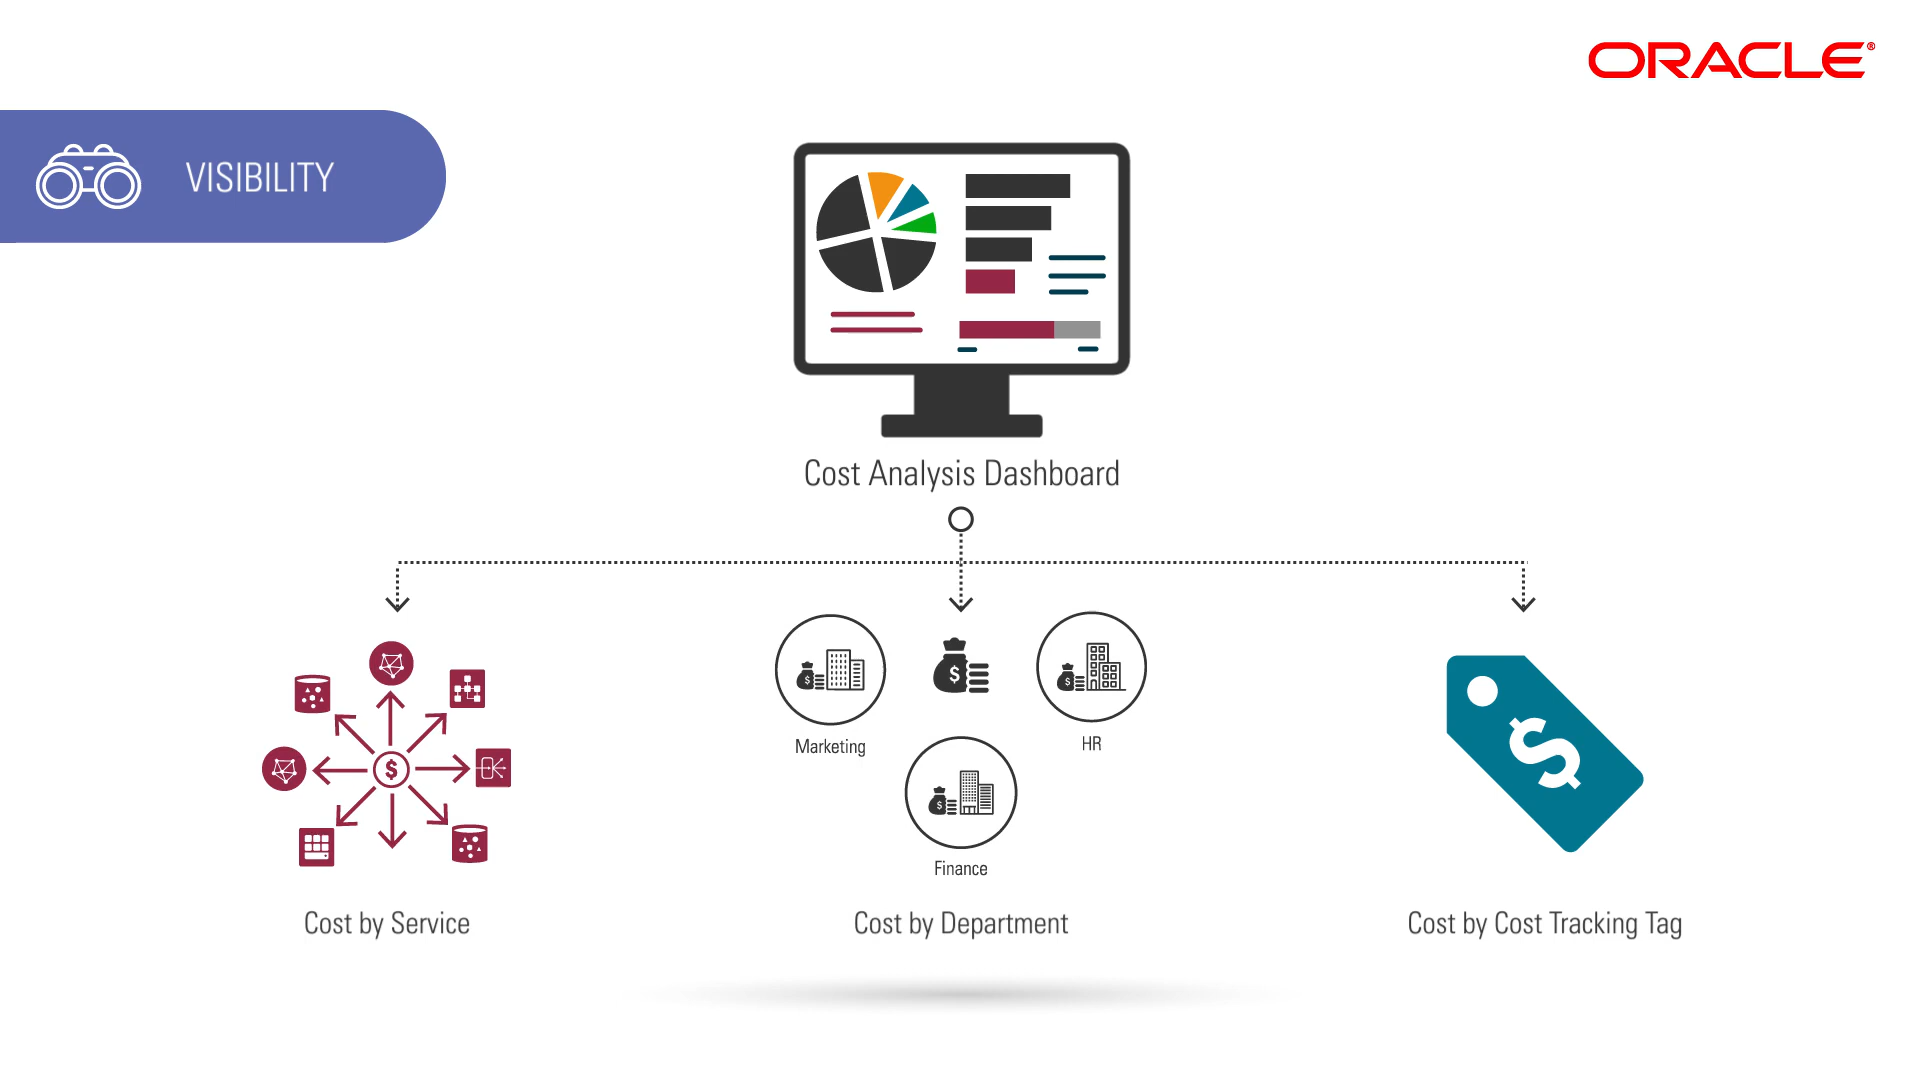 ORACLE®
VISIBILITY
Cost Analysis Dashboard
$
$
$
$
$
$
Marketing
HR
Finance
Cost by Service
Cost by Department
Cost by Cost Tracking Tag